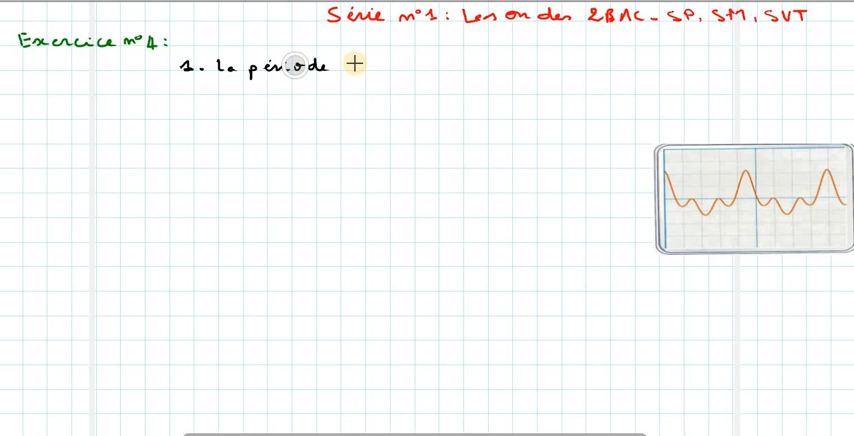 Série n°1 : Les ondes 2BAC - SP, SM, SVT
Exercice n°4 :
1. La période